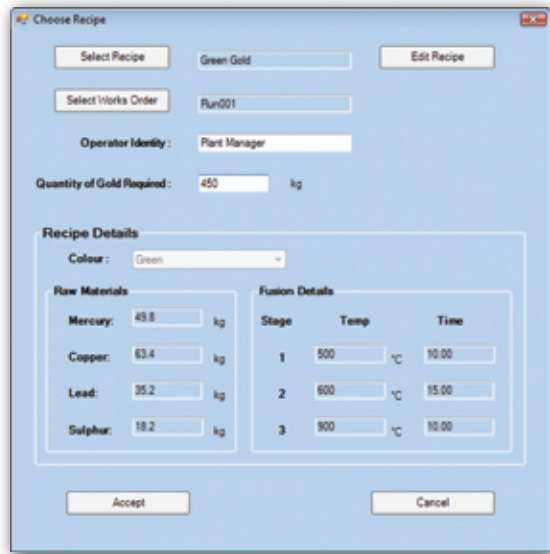 Choose Recipe
Select Recipe Green Gold Edit Recipe
Select Works Order Run001
Operator Identity : Plant Manager
Quantity of Gold Required : 450 kg
Recipe Details
Colour : Green
Raw Materials Fusion Details
Mercury: 49.8 kg Stage Temp Time
Copper: 63.4 kg 1 500 °C 10.00
Lead: 35.2 kg 2 600 °C 15.00
Sulphur: 18.2 kg 3 900 °C 10.00
Accept Cancel